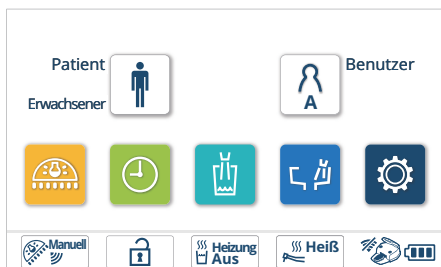 Patient
Benutzer
Erwachsener
A
Manuell
Heizung
Aus
Heiß